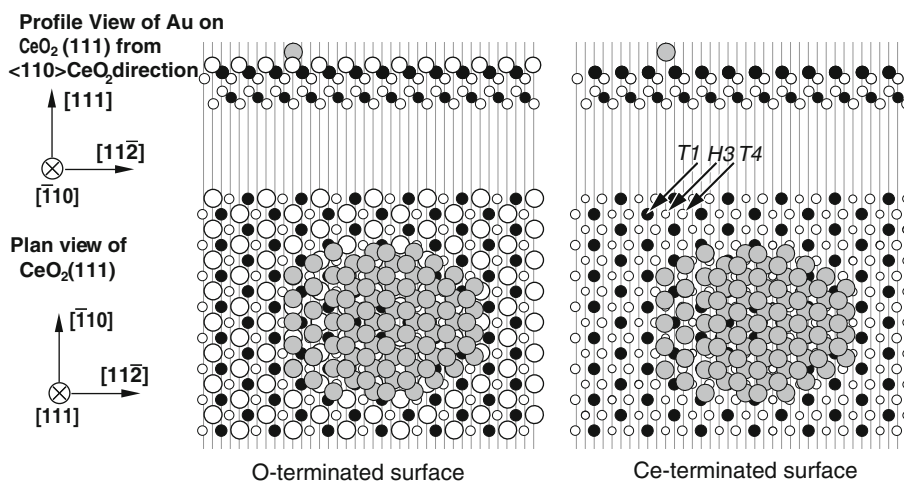 Profile View of Au on
CeO₂ (111) from
<110>CeO₂direction
[111]
[112̅]
[1̅10]
T1 H3 T4
Plan view of
CeO₂(111)
[1̅10]
[112̅]
[111]
O-terminated surface
Ce-terminated surface